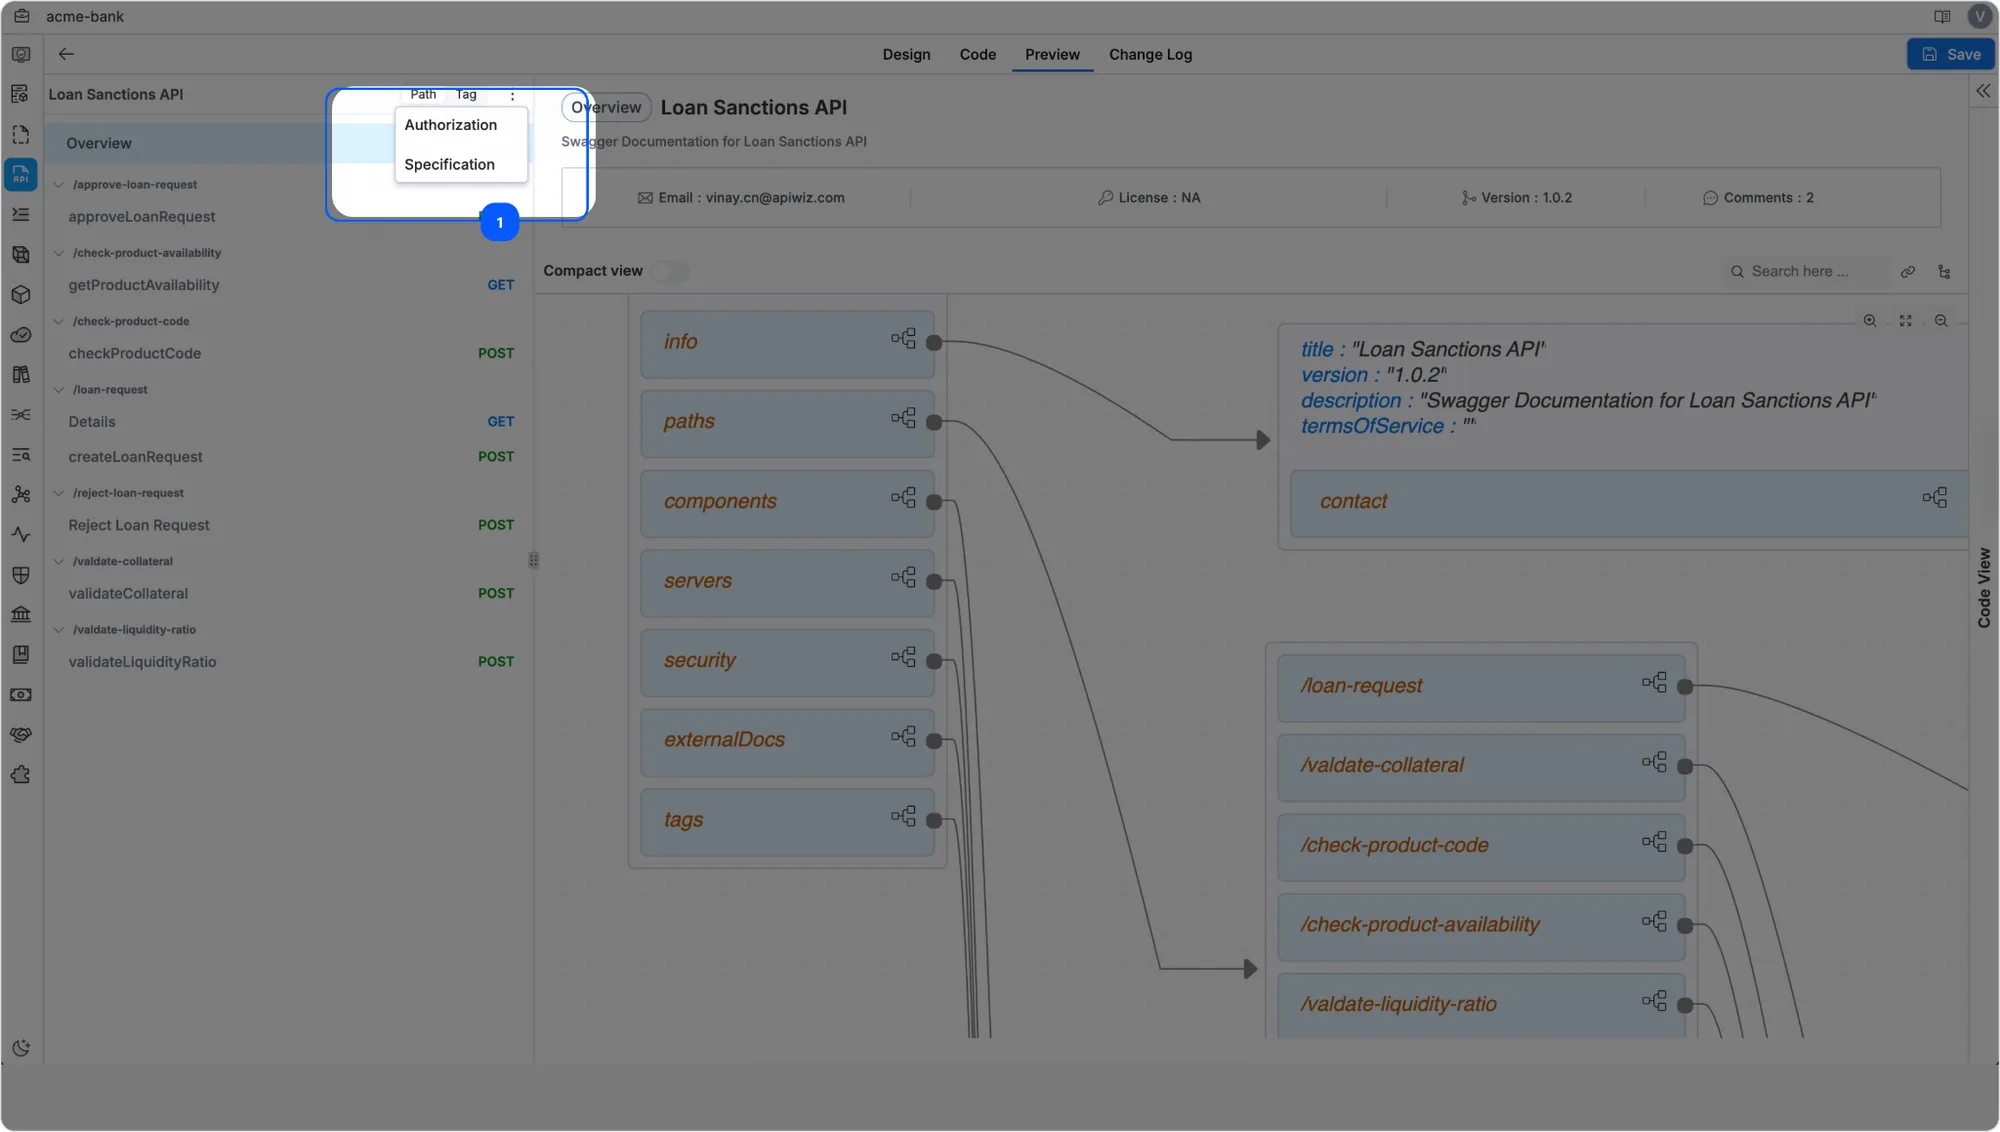 acme-bank
V
Design Code Preview Change Log
Save
Loan Sanctions API
Path Tag
Authorization
Specification
1
Overview
/approve-loan-request
approveLoanRequest
/check-product-availability
getProductAvailability GET
/check-product-code
checkProductCode POST
/loan-request
Details GET
createLoanRequest POST
/reject-loan-request
Reject Loan Request POST
/valdate-collateral
validateCollateral POST
/valdate-liquidity-ratio
validateLiquidityRatio POST
Overview Loan Sanctions API
Swagger Documentation for Loan Sanctions API
Email : vinay.cn@apiwiz.com License : NA Version : 1.0.2 Comments : 2
Compact view
Search here ...
info
paths
components
servers
security
externalDocs
tags
title : "Loan Sanctions API"
version : "1.0.2"
description : "Swagger Documentation for Loan Sanctions API"
termsOfService : ""
contact
/loan-request
/valdate-collateral
/check-product-code
/check-product-availability
/valdate-liquidity-ratio
Code View
API